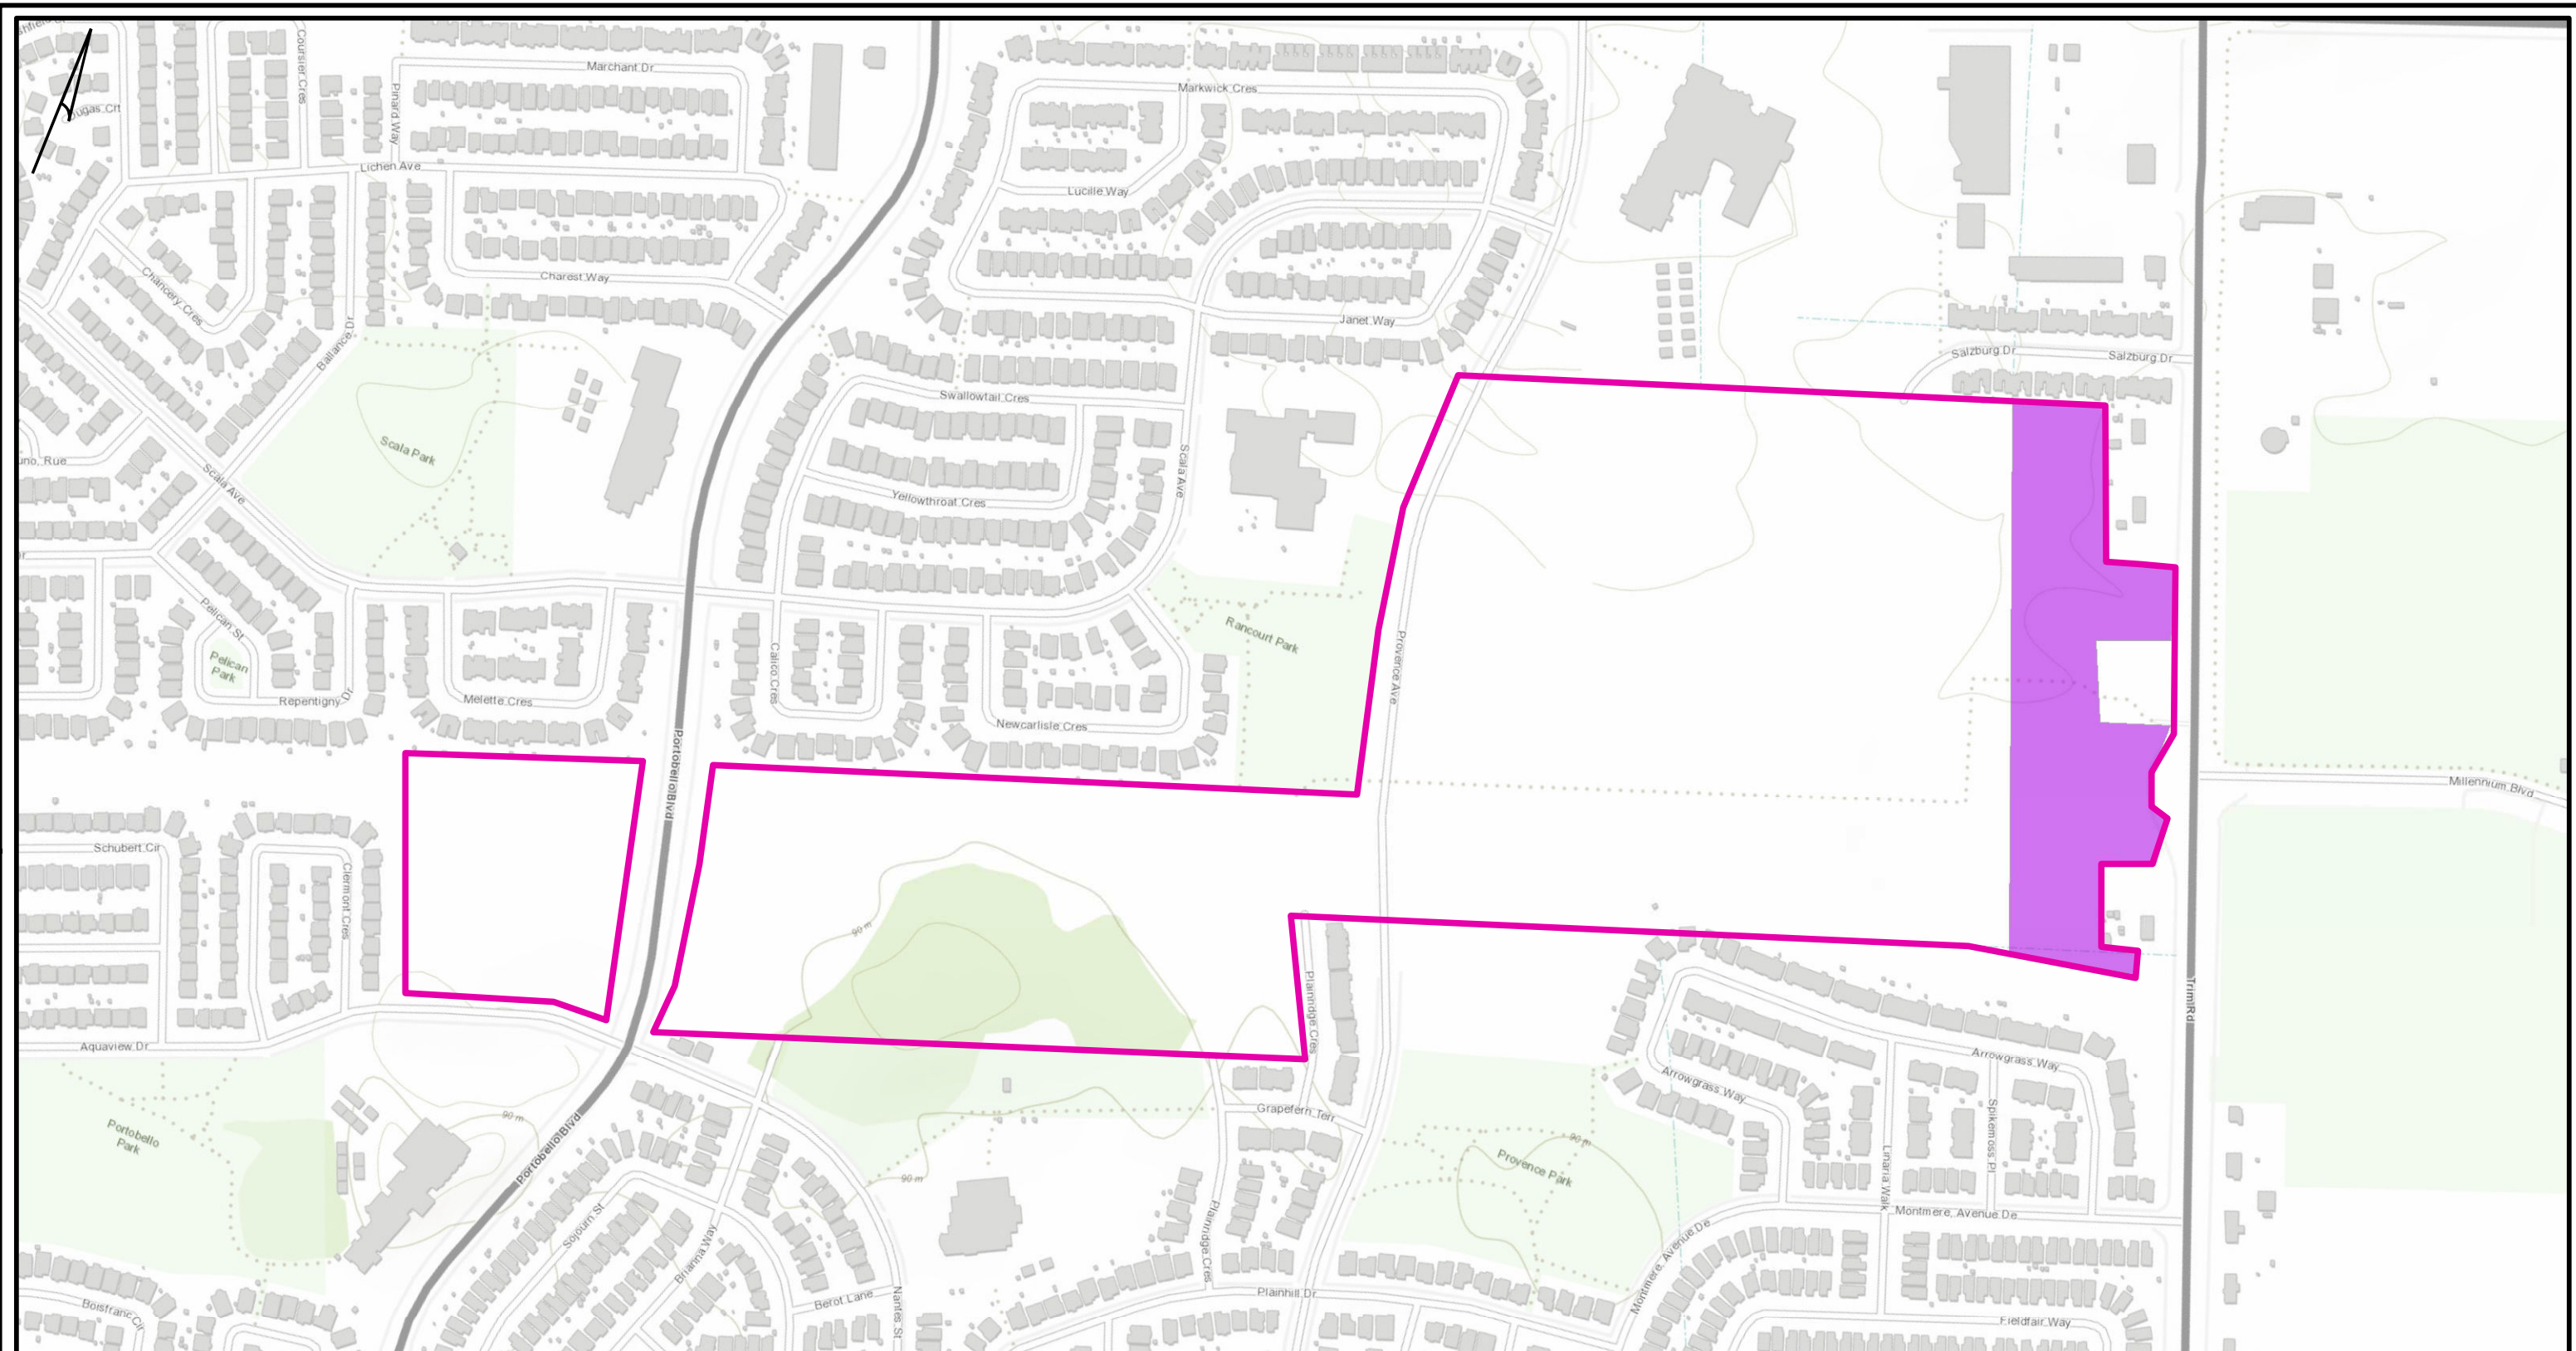 Coursier Cres
Marchant Dr
Markwick Cres
Pinard Way
Lichen Ave
Lucille Way
Chancery Cres
Charest Way
Ballance Dr
Janet Way
Salzburg Dr
Salzburg Dr
Swallowtail Cres
Scala Park
Scala Ave
Scala Ave
Yellowthroat Cres
Pelican St
Pelican
Park
Repentigny
Dr
Melette Cres
Calico Cres
Newcarlisle Cres
Rancourt Park
Provence Ave
Portobello Blvd
Millennium Blvd
Schubert Cir
Clermont Cres
90 m
Plainridge Cres
Trim Rd
Aquaview Dr
Arrowgrass Way
Arrowgrass Way
Portobello
Park
90 m
Portobello Blvd
Grapefern Terr
90 m
Provence Park
90 m
Spikemoss Pl
Linaria Walk
Montmere, Avenue De
Montmere, Avenue De
Sojourn St
Brianna Way
Plainridge Cres
Berot Lane
Nantes St
Plainhill Dr
Boisfranc Cir
Fieldfair Way